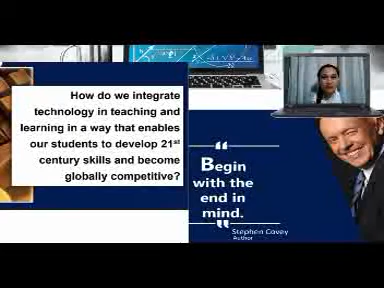 How do we integrate
technology in teaching and
learning in a way that enables
our students to develop 21st
century skills and become
globally competitive?
“
Begin
with the
end in
mind.
”
Stephen Covey
Author